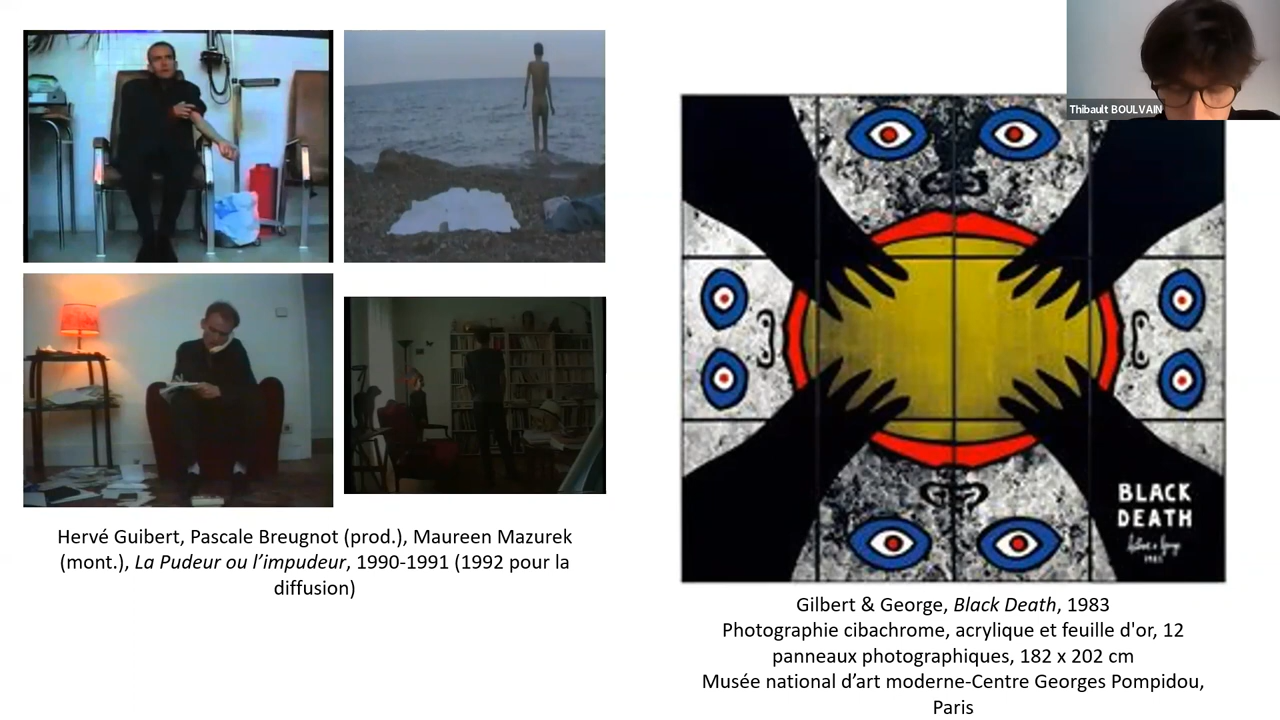 Thibault BOULVAIN
Hervé Guibert, Pascale Breugnot (prod.), Maureen Mazurek
(mont.), La Pudeur ou l’impudeur, 1990-1991 (1992 pour la
diffusion)
BLACK
DEATH
1983
Gilbert & George, Black Death, 1983
Photographie cibachrome, acrylique et feuille d'or, 12
panneaux photographiques, 182 x 202 cm
Musée national d’art moderne-Centre Georges Pompidou,
Paris